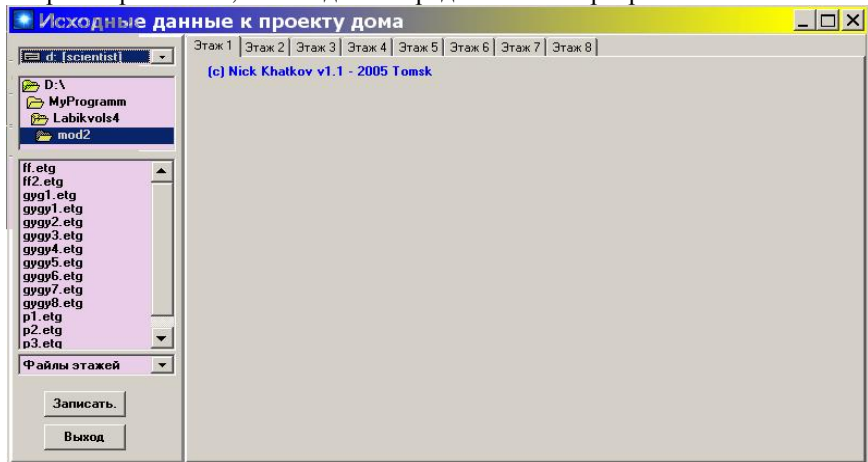 Исходные данные к проекту дома
d: [scientist]
Этаж 1 Этаж 2 Этаж 3 Этаж 4 Этаж 5 Этаж 6 Этаж 7 Этаж 8
(c) Nick Khatkov v1.1 - 2005 Tomsk
D:\
MyProgramm
Labikvols4
mod2
ff.etg
ff2.etg
gyg1.etg
gygy1.etg
gygy2.etg
gygy3.etg
gygy4.etg
gygy5.etg
gygy6.etg
gygy7.etg
gygy8.etg
p1.etg
p2.etg
p3.etg
Файлы этажей
Записать.
Выход